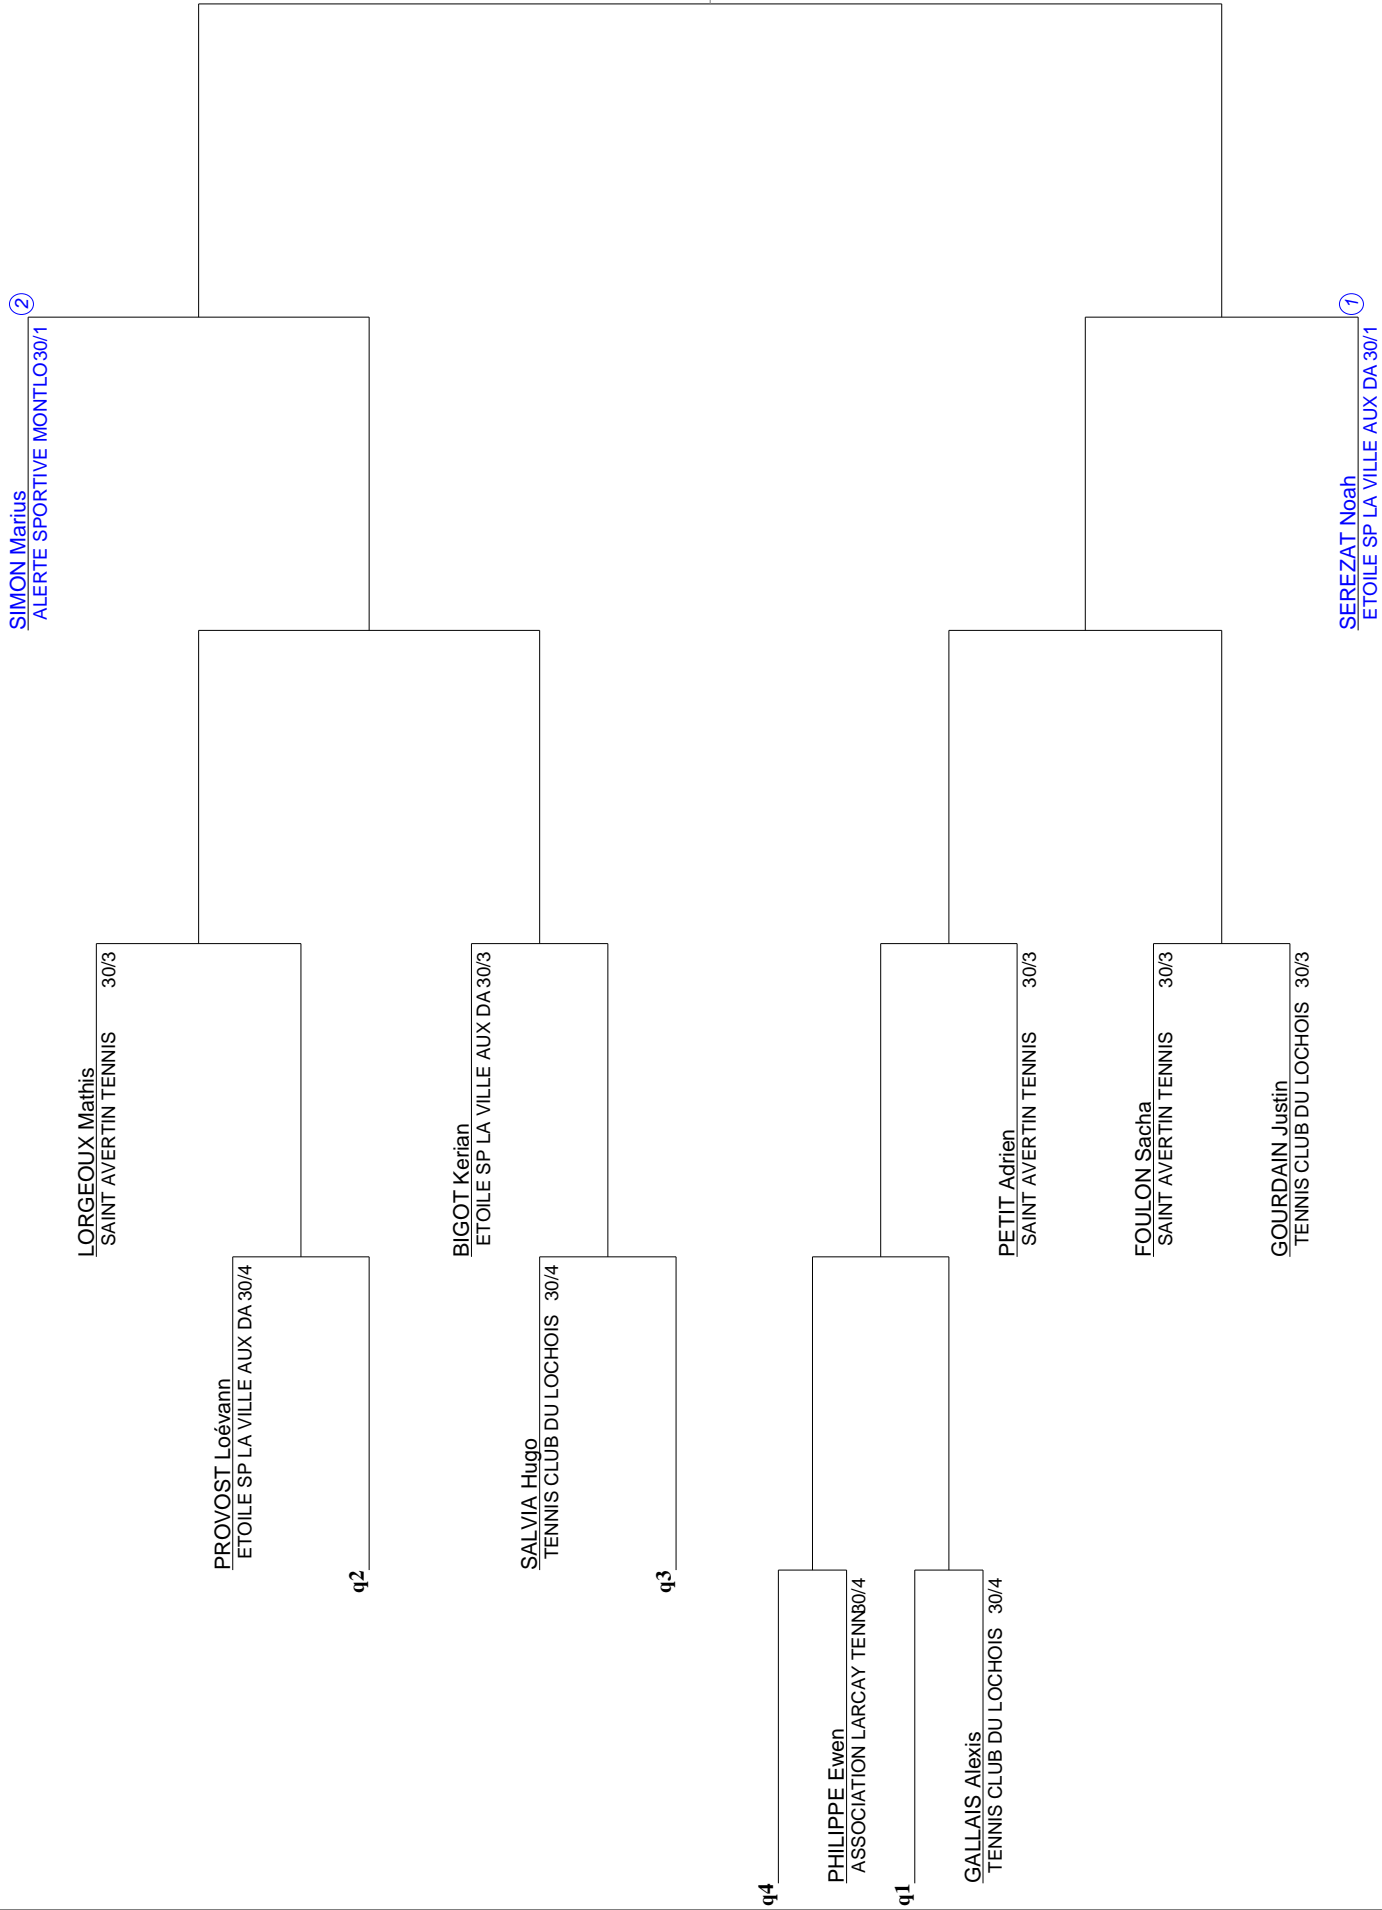 SIMON Marius
2
ALERTE SPORTIVE MONTLO30/1
LORGEOUX Mathis
SAINT AVERTIN TENNIS 30/3
PROVOST Loévann
ETOILE SP LA VILLE AUX DA 30/4
q2
BIGOT Kerian
ETOILE SP LA VILLE AUX DA30/3
SALVIA Hugo
TENNIS CLUB DU LOCHOIS 30/4
q3
q4
PHILIPPE Ewen
ASSOCIATION LARCAY TENN30/4
q1
GALLAIS Alexis
TENNIS CLUB DU LOCHOIS 30/4
PETIT Adrien
SAINT AVERTIN TENNIS 30/3
FOULON Sacha
SAINT AVERTIN TENNIS 30/3
GOURDAIN Justin
TENNIS CLUB DU LOCHOIS 30/3
SEREZAT Noah
1
ETOILE SP LA VILLE AUX DA30/1